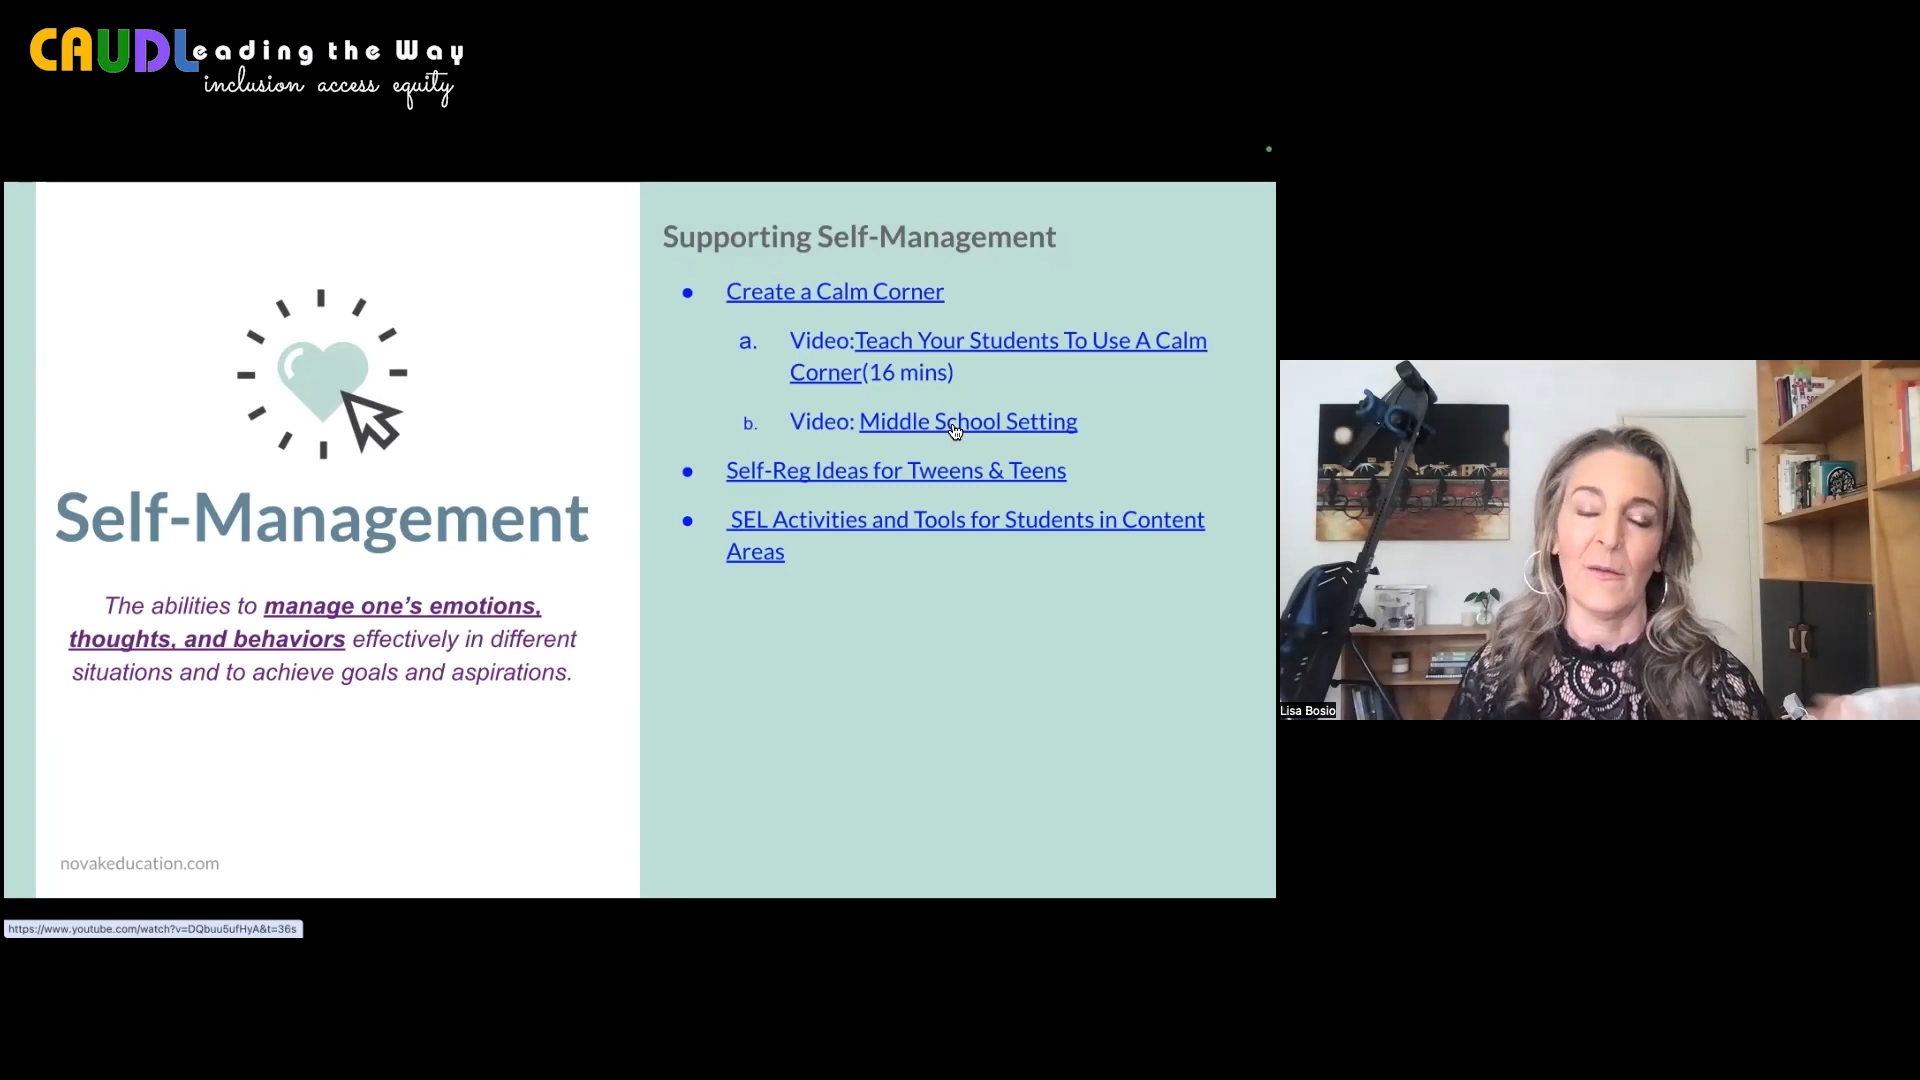 CAUDLeading the Way
inclusion access equity
Supporting Self-Management
● Create a Calm Corner
a. Video:Teach Your Students To Use A Calm
Corner(16 mins)
b. Video: Middle School Setting
● Self-Reg Ideas for Tweens & Teens
● SEL Activities and Tools for Students in Content
Areas
Self-Management
The abilities to manage one’s emotions,
thoughts, and behaviors effectively in different
situations and to achieve goals and aspirations.
novakeducation.com
Lisa Bosio
https://www.youtube.com/watch?v=DQbuu5ufHyA&t=36s